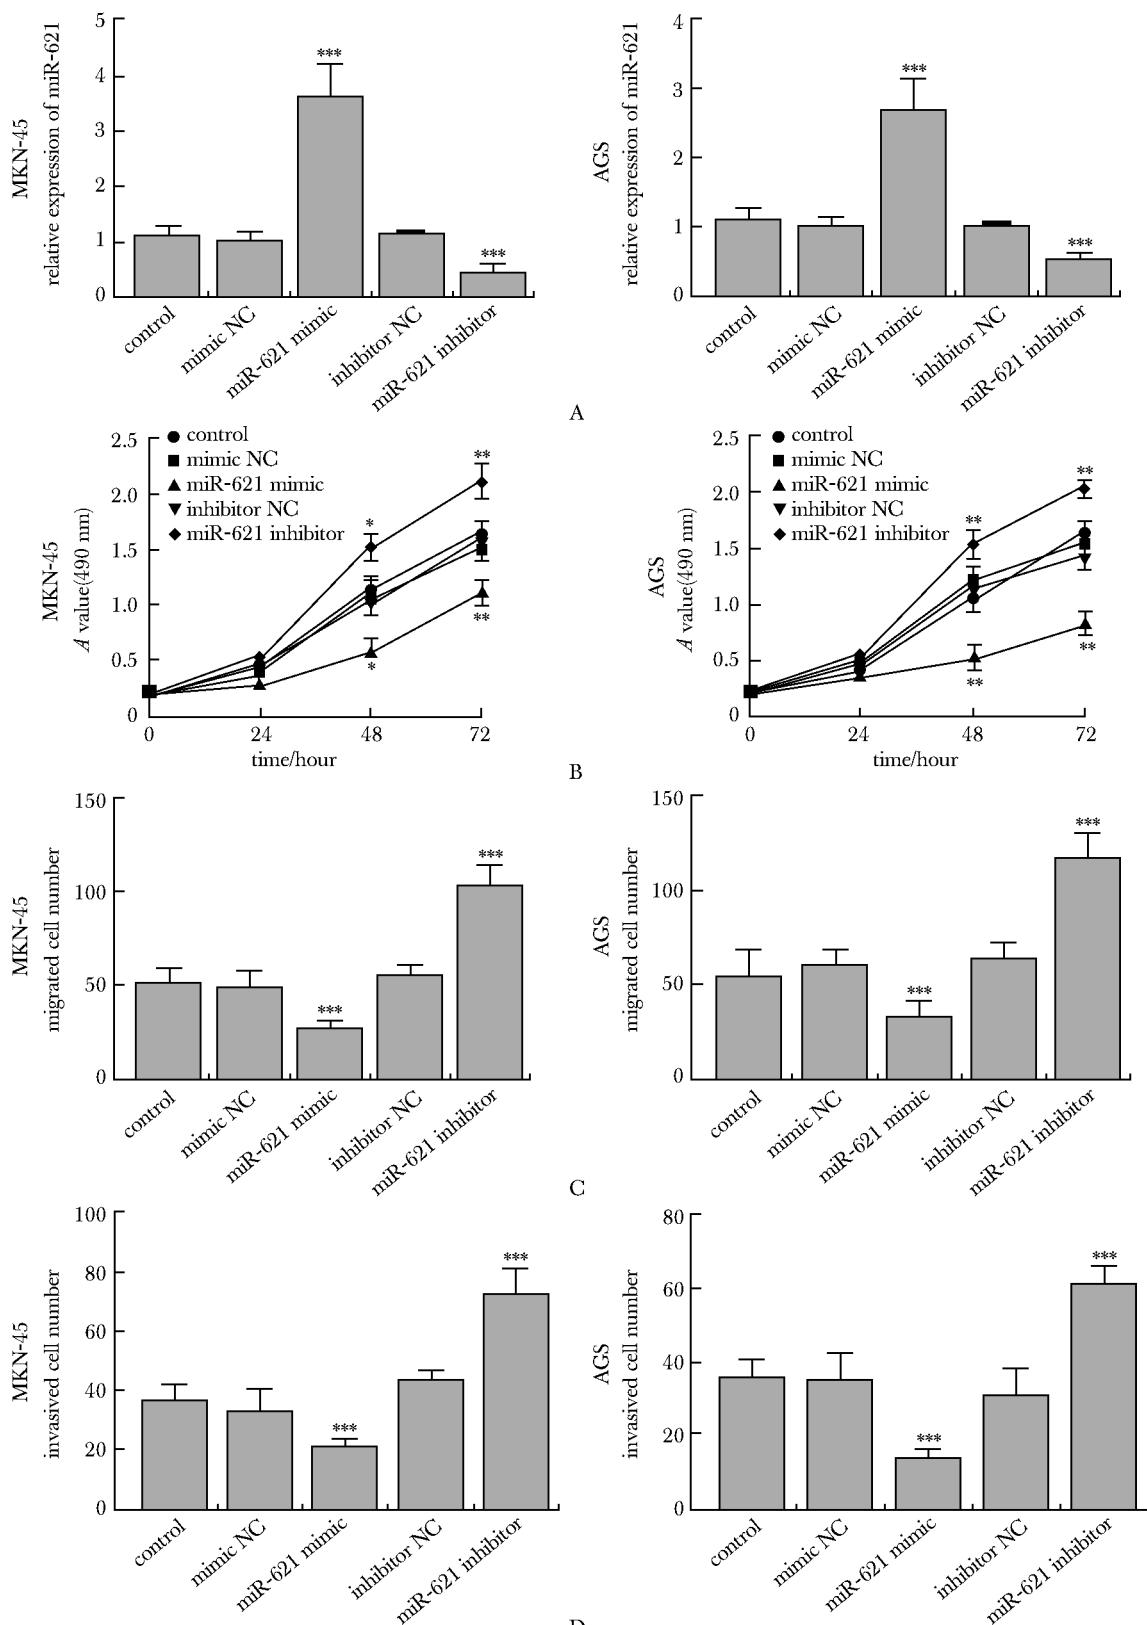 MKN-45
relative expression of miR-621
5
4
3
2
1
0
***
***
control
mimic NC
miR-621 mimic
inhibitor NC
miR-621 inhibitor
AGS
relative expression of miR-621
4
3
2
1
0
***
***
control
mimic NC
miR-621 mimic
inhibitor NC
miR-621 inhibitor
A
MKN-45
A value(490 nm)
2.5
2.0
1.5
1.0
0.5
0
control
mimic NC
miR-621 mimic
inhibitor NC
miR-621 inhibitor
*
**
*
**
0 24 48 72
time/hour
AGS
A value(490 nm)
2.5
2.0
1.5
1.0
0.5
0
control
mimic NC
miR-621 mimic
inhibitor NC
miR-621 inhibitor
**
**
**
**
0 24 48 72
time/hour
B
MKN-45
migrated cell number
150
100
50
0
***
***
control
mimic NC
miR-621 mimic
inhibitor NC
miR-621 inhibitor
AGS
migrated cell number
150
100
50
0
***
***
control
mimic NC
miR-621 mimic
inhibitor NC
miR-621 inhibitor
C
MKN-45
invasived cell number
100
80
60
40
20
0
***
***
control
mimic NC
miR-621 mimic
inhibitor NC
miR-621 inhibitor
AGS
invasived cell number
80
60
40
20
0
***
***
control
mimic NC
miR-621 mimic
inhibitor NC
miR-621 inhibitor
D